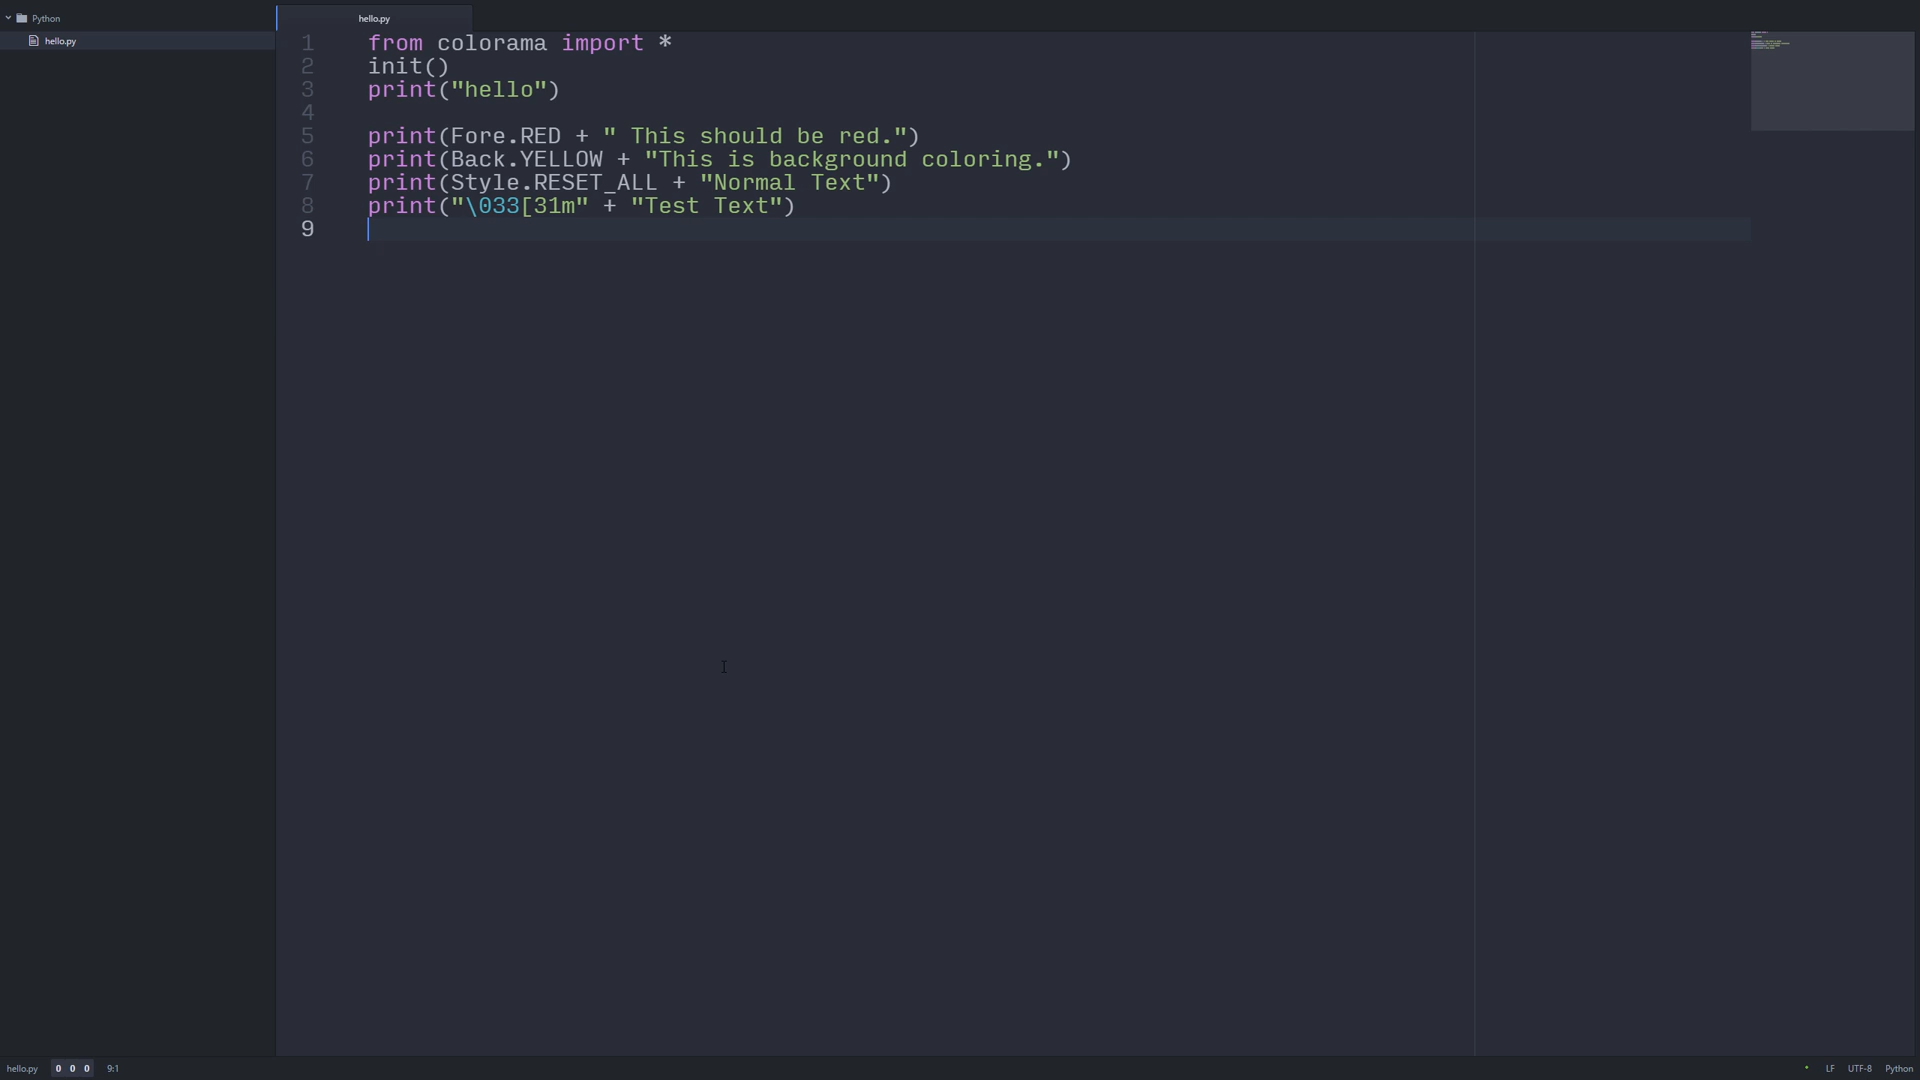 Python
hello.py
hello.py
1 from colorama import *
2 init()
3 print("hello")
4
5 print(Fore.RED + " This should be red.")
6 print(Back.YELLOW + "This is background coloring.")
7 print(Style.RESET_ALL + "Normal Text")
8 print("\033[31m" + "Test Text")
9
hello.py 0 0 0 9:1 LF UTF-8 Python